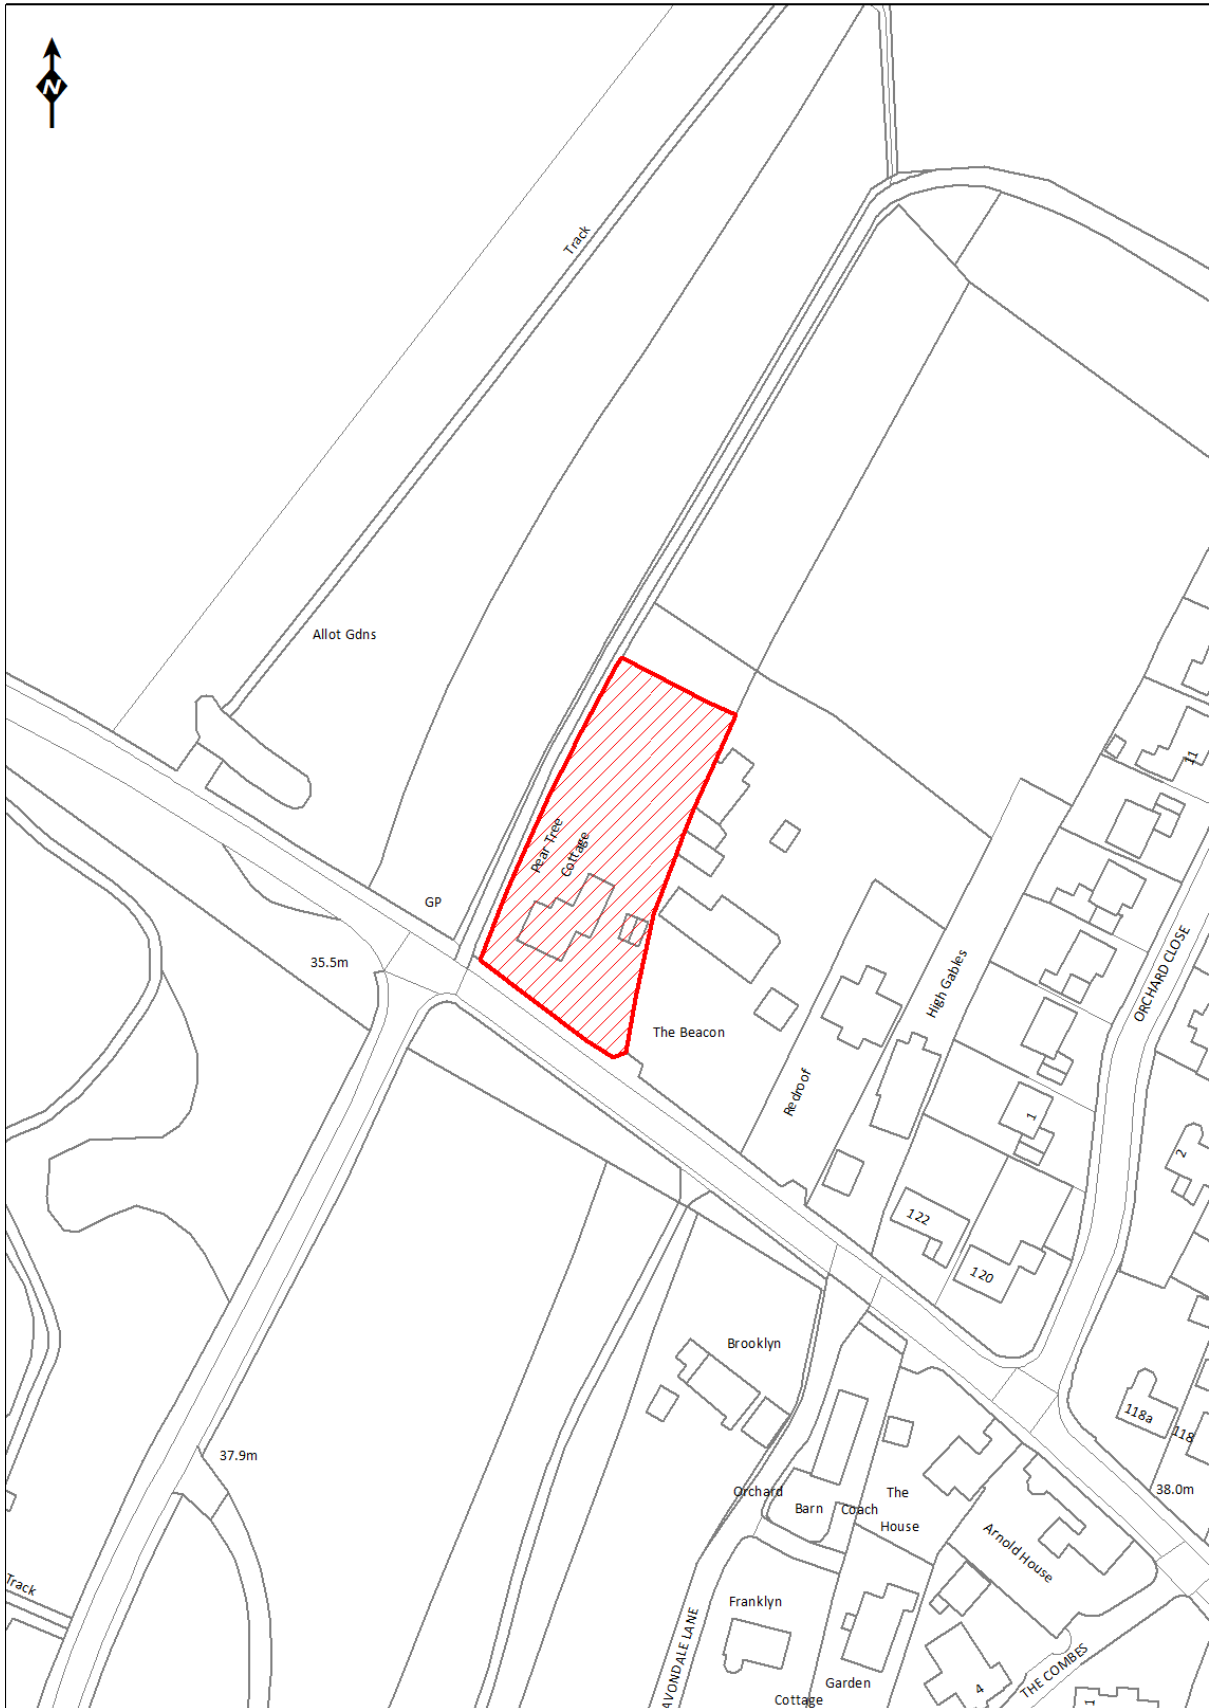 N
Track
Allot Gdns
Pear Tree
Cottage
GP
35.5m
11
ORCHARD CLOSE
High Gables
The Beacon
Redroof
1
2
122
120
Brooklyn
118a
118
37.9m
38.0m
Orchard
Barn
Coach
The
House
Arnold House
Track
Franklyn
AVONDALE LANE
Garden
Cottage
THE COMBES
4
1